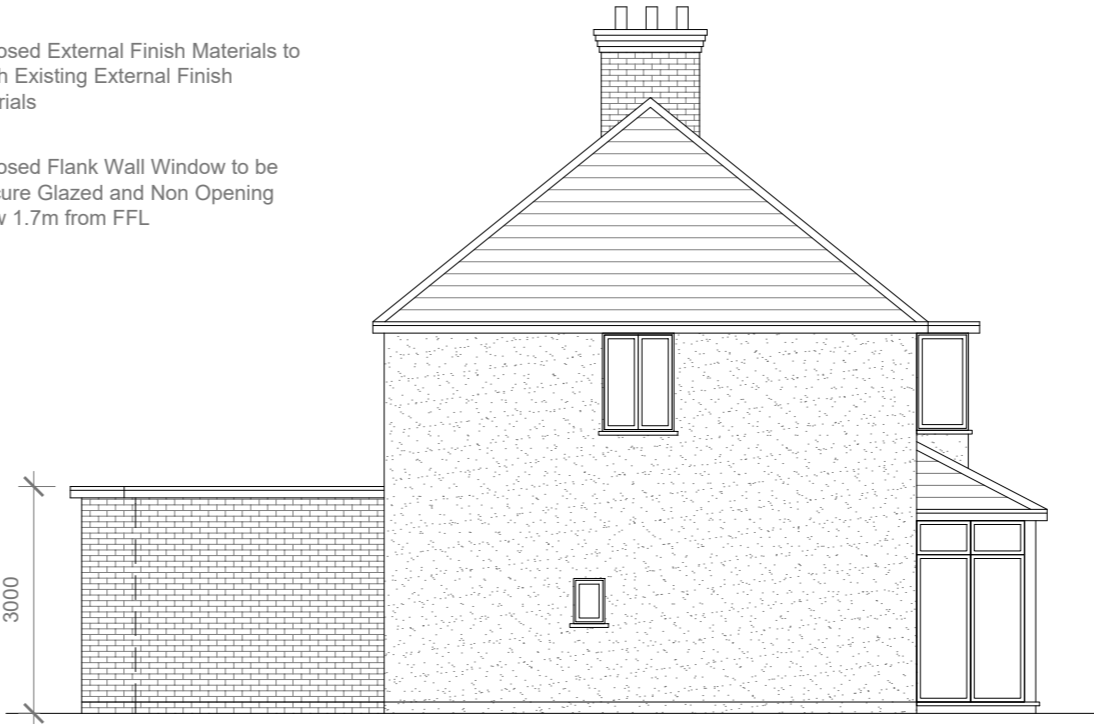 osed External Finish Materials to
h Existing External Finish
rials
osed Flank Wall Window to be
ure Glazed and Non Opening
w 1.7m from FFL
3000